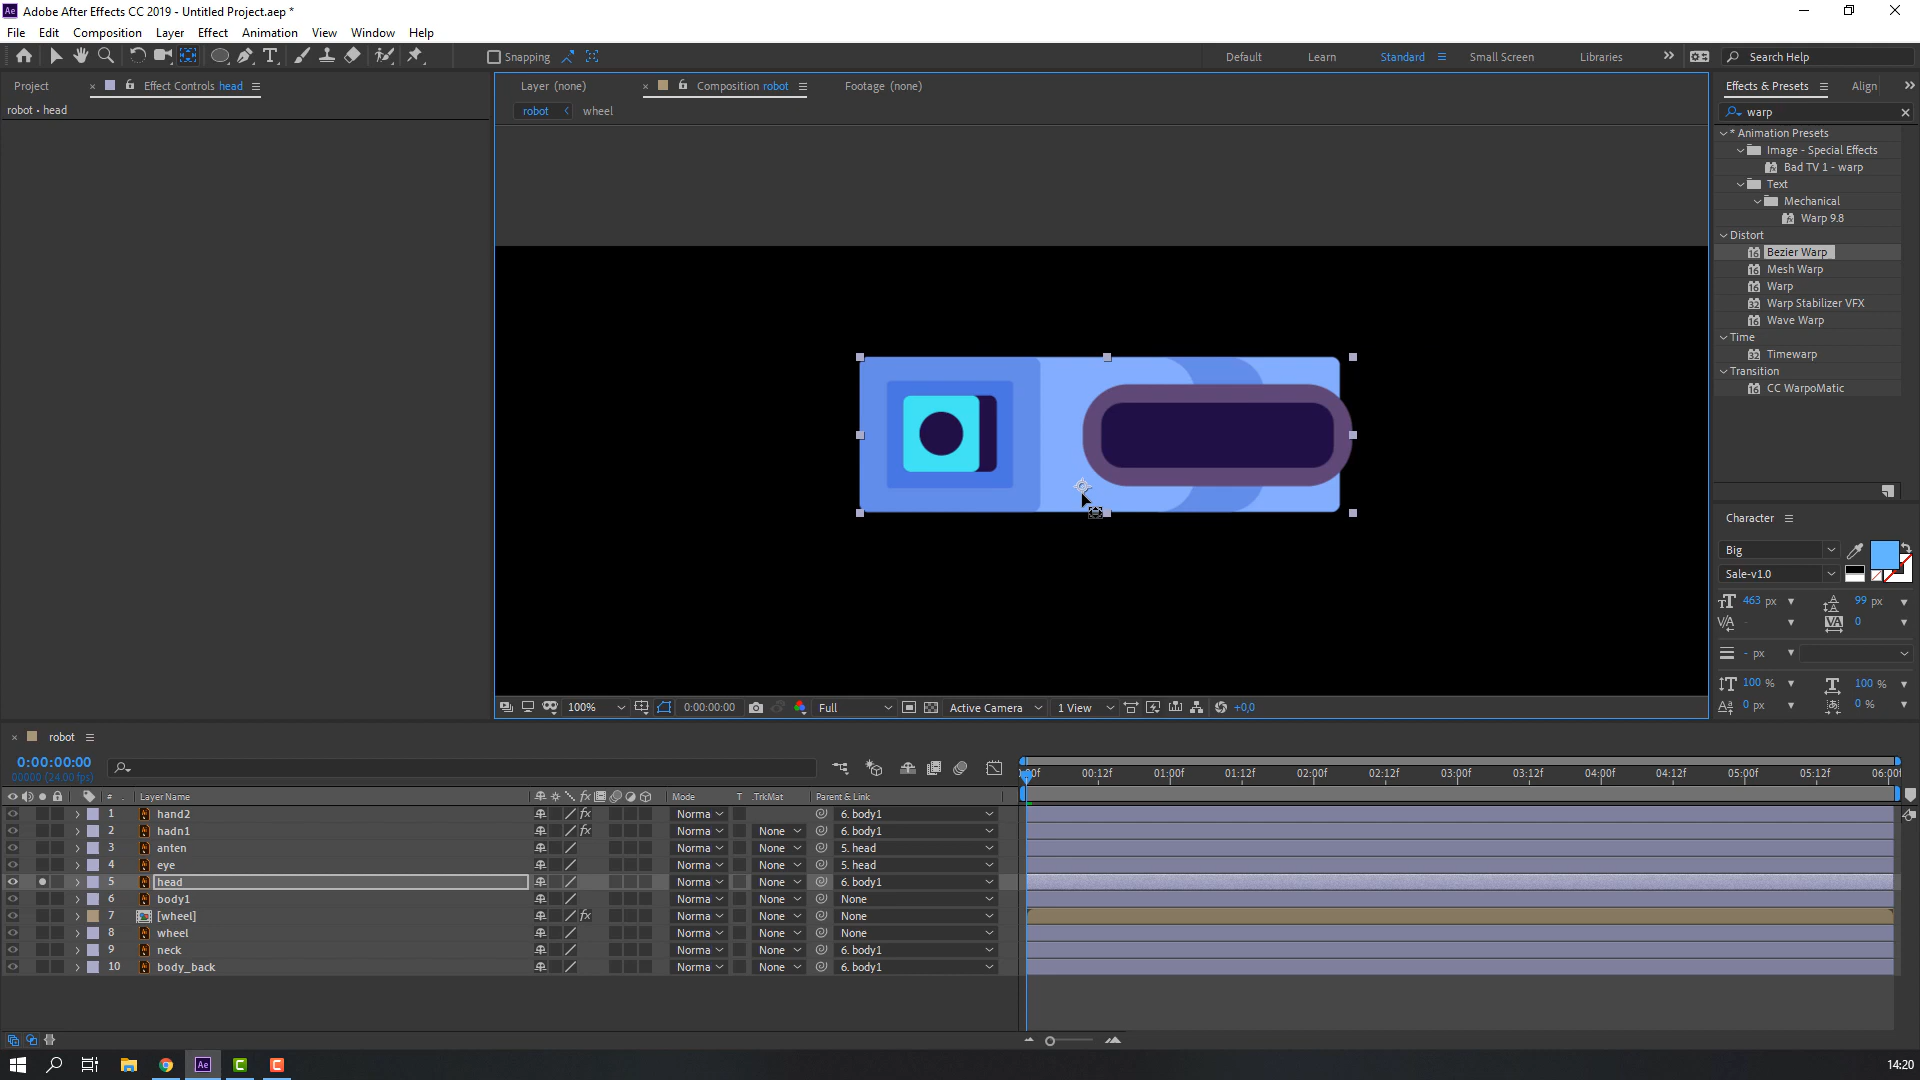 Adobe After Effects CC 2019 - Untitled Project.aep *
File Edit Composition Layer Effect Animation View Window Help
Snapping
Default Learn Standard Small Screen Libraries Search Help
Project Effect Controls head
robot • head
Layer (none) Composition robot Footage (none)
robot wheel
Effects & Presets Align
warp
* Animation Presets
Image - Special Effects
Bad TV 1 - warp
Text
Mechanical
Warp 9.8
Distort
Bezier Warp
Mesh Warp
Warp
Warp Stabilizer VFX
Wave Warp
Time
Timewarp
Transition
CC WarpoMatic
Character
Big
Sale-v1.0
463 px 99 px
- 0
- px
100 % 100 %
0 px 0 %
100% 0:00:00:00 Full Active Camera 1 View +0,0
robot
0:00:00:00
00000 (24.00 fps)
00f 00:12f 01:00f 01:12f 02:00f 02:12f 03:00f 03:12f 04:00f 04:12f 05:00f 05:12f 06:00f
# Layer Name Mode T .TrkMat Parent & Link
1 hand2 Norma 6. body1
2 hadn1 Norma None 6. body1
3 anten Norma None 5. head
4 eye Norma None 5. head
5 head Norma None 6. body1
6 body1 Norma None None
7 [wheel] Norma None None
8 wheel Norma None None
9 neck Norma None 6. body1
10 body_back Norma None 6. body1
14:20